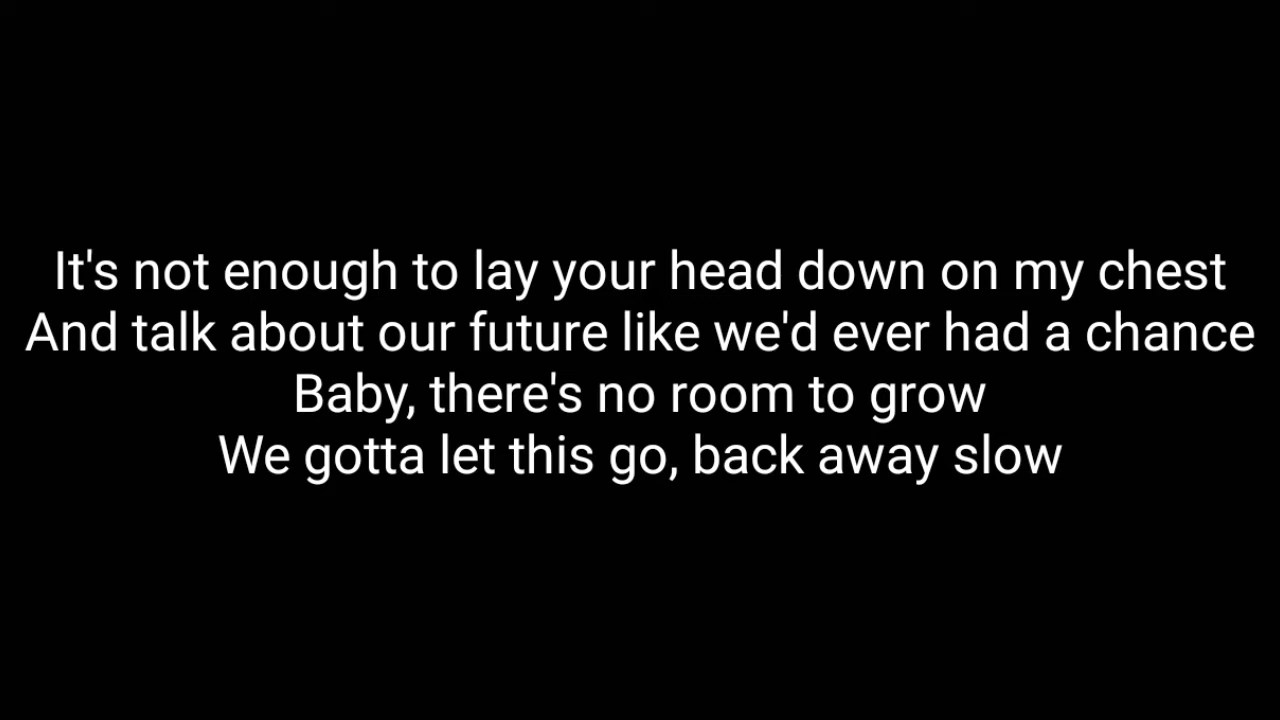 It's not enough to lay your head down on my chest
And talk about our future like we'd ever had a chance
Baby, there's no room to grow
We gotta let this go, back away slow